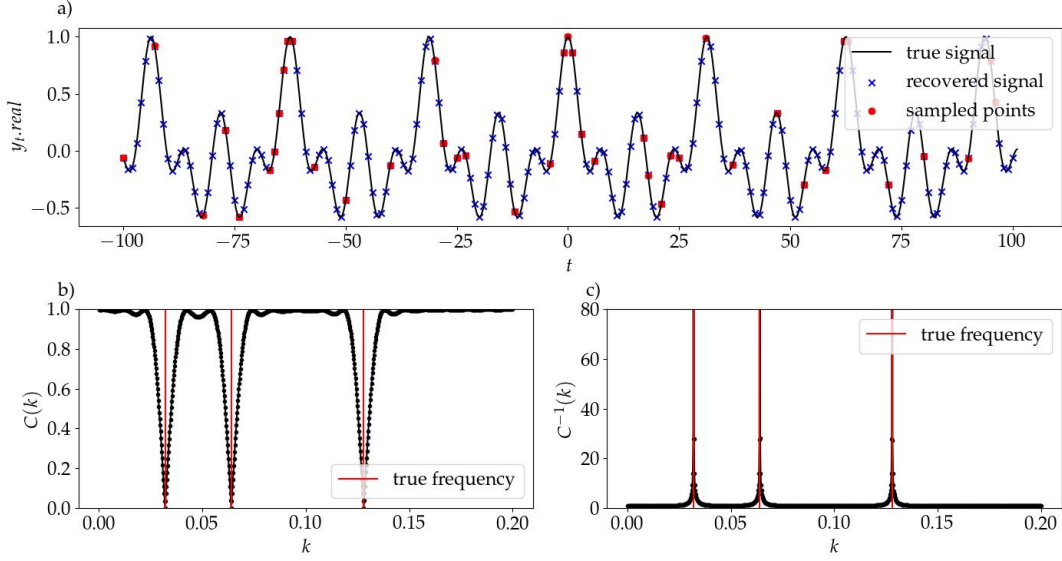 a)
1.0
0.5
0.0
−0.5
y_t.real
true signal
recovered signal
sampled points
−100 −75 −50 −25 0 25 50 75 100
t
b)
1.0
0.8
0.6
0.4
0.2
0.0
C(k)
true frequency
0.00 0.05 0.10 0.15 0.20
k
c)
80
60
40
20
0
C⁻¹(k)
true frequency
0.00 0.05 0.10 0.15 0.20
k